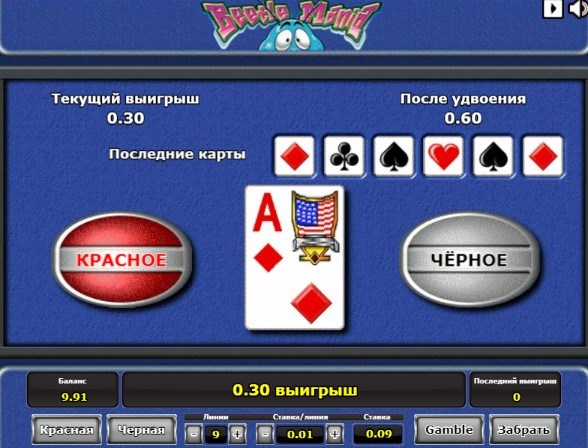 Beetle Mania
Текущий выигрыш
0.30
После удвоения
0.60
Последние карты
A
КРАСНОЕ
ЧЁРНОЕ
Баланс
9.91
0.30 выигрыш
Последний выигрыш
0
Красная
Черная
Линии
- 9 +
Ставка/линия
- 0.01 +
Ставка
0.09
Gamble
Забрать